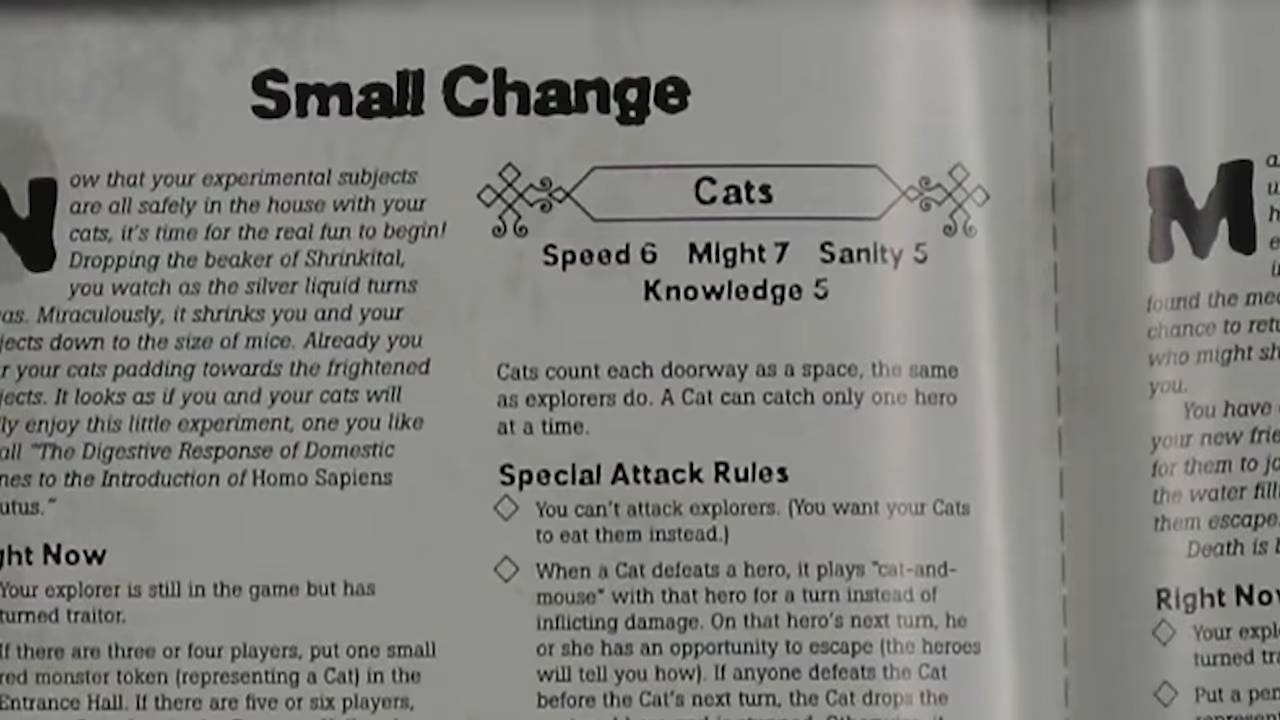 Small Change
Now that your experimental subjects
are all safely in the house with your
cats, it's time for the real fun to begin!
Dropping the beaker of Shrinkital,
you watch as the silver liquid turns
Miraculously, it shrinks you and your
down to the size of mice. Already you
your cats padding towards the frightened
It looks as if you and your cats will
enjoy this little experiment, one you like
"The Digestive Response of Domestic
to the Introduction of Homo Sapiens
Now
Your explorer is still in the game but has
turned traitor.
If there are three or four players, put one small
red monster token (representing a Cat) in the
Entrance Hall. If there are five or six players,
Cats
Speed 6 Might 7 Sanity 5
Knowledge 5
Cats count each doorway as a space, the same
as explorers do. A Cat can catch only one hero
at a time.
Special Attack Rules
You can't attack explorers. (You want your Cats
to eat them instead.)
When a Cat defeats a hero, it plays "cat-and-
mouse" with that hero for a turn instead of
inflicting damage. On that hero's next turn, he
or she has an opportunity to escape (the heroes
will tell you how). If anyone defeats the Cat
before the Cat's next turn, the Cat drops the
M
found the
chance to
who might
you.
You have
your new
for them to
the water
them escape.
Death is
Right
Your
turned
Put a